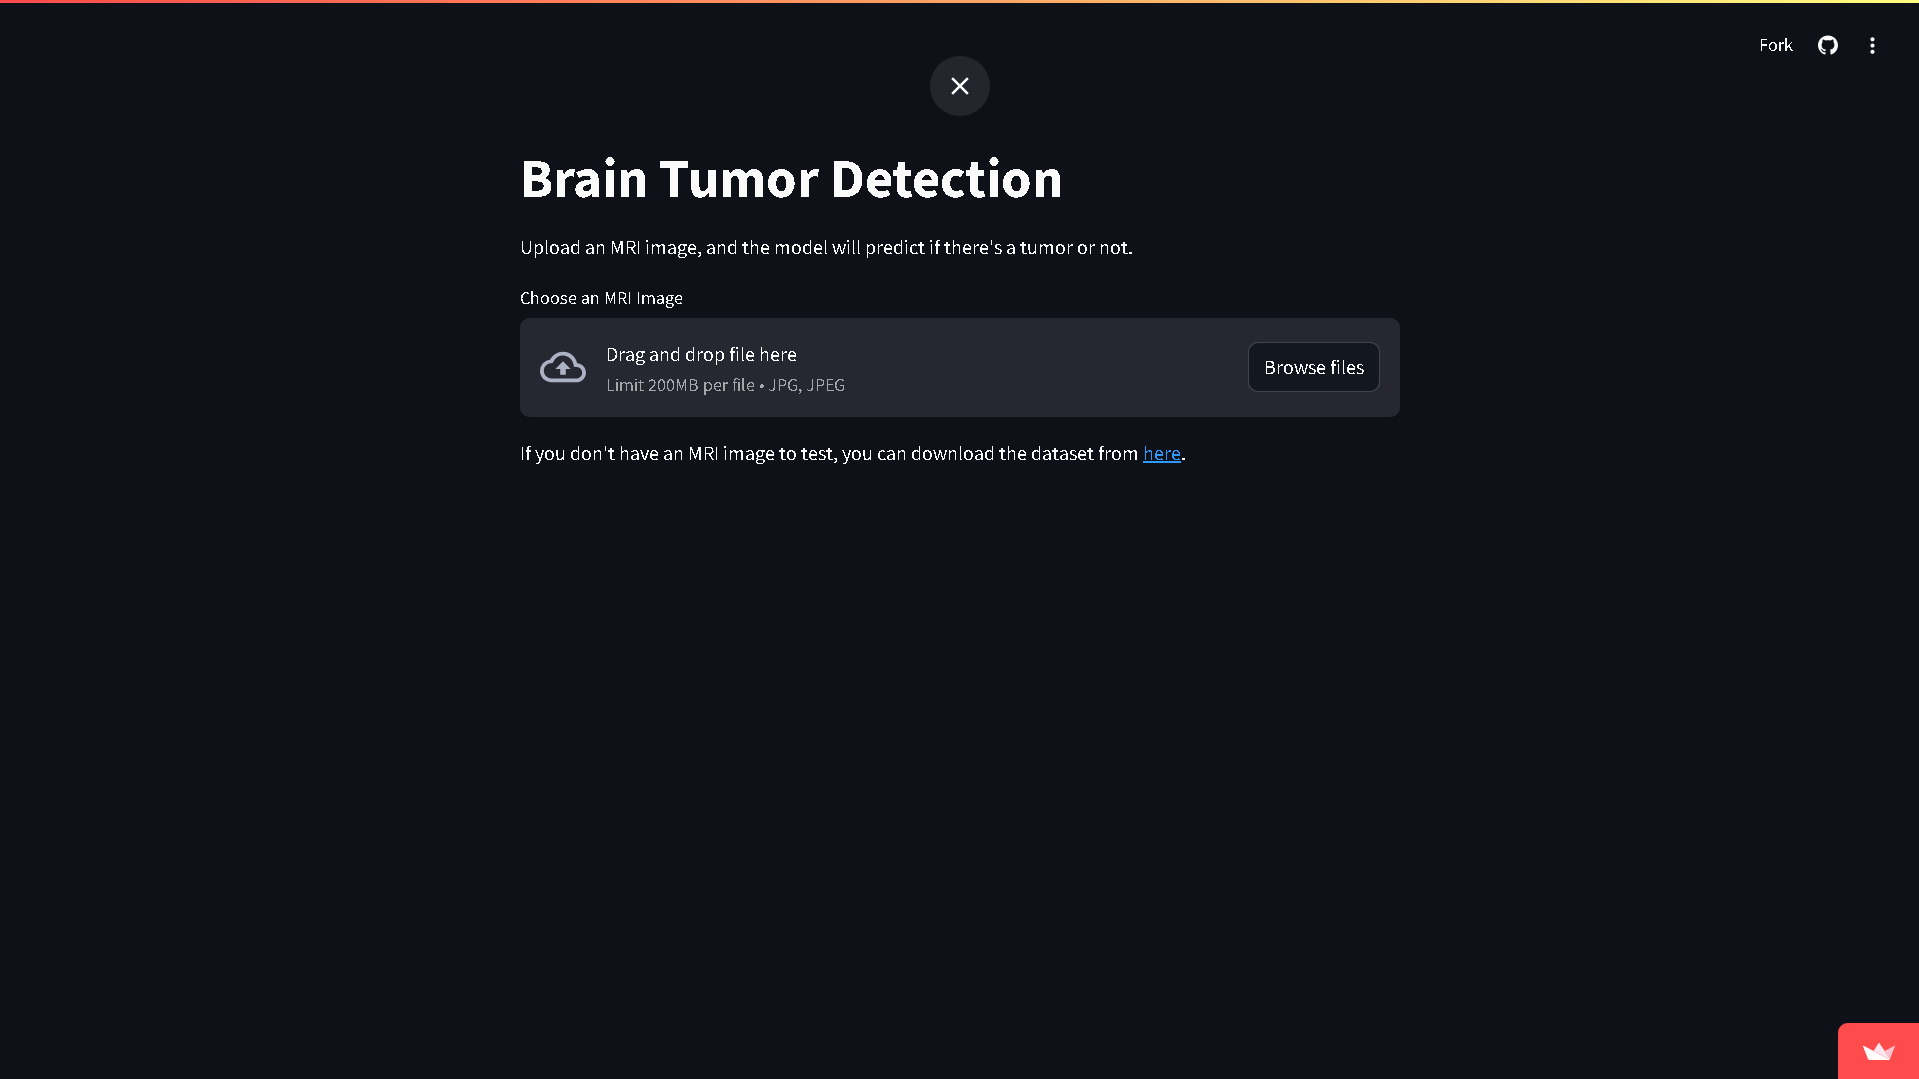 Fork
Brain Tumor Detection
Upload an MRI image, and the model will predict if there's a tumor or not.
Choose an MRI Image
Drag and drop file here
Limit 200MB per file • JPG, JPEG
Browse files
If you don't have an MRI image to test, you can download the dataset from here.